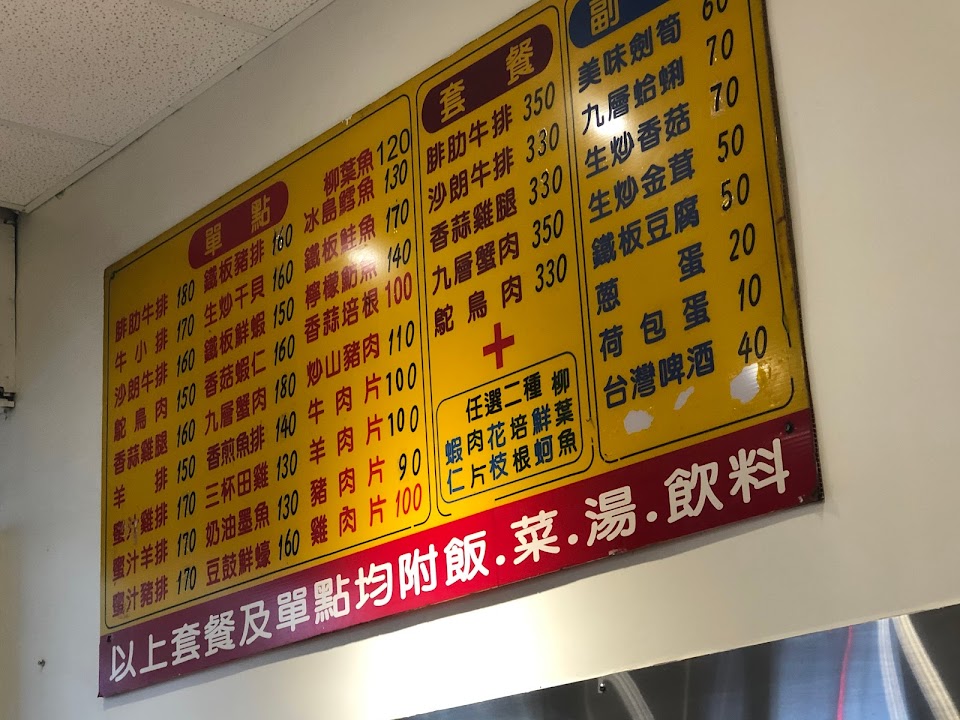 單點
腓肋牛排 180
牛小排 170
沙朗牛排 160
鴕鳥肉 150
香蒜雞腿 160
羊排 150
蜜汁雞排 170
蜜汁羊排 170
蜜汁豬排 170
鐵板豬排 160
生炒干貝 160
鐵板鮮蝦 150
香菇蝦仁 160
九層蟹肉 180
香煎魚排 140
三杯田雞 130
奶油墨魚 130
豆鼓鮮蠔 160
柳葉魚 120
冰島鱈魚 130
鐵板鮭魚 170
檸檬魴魚 140
香蒜培根 100
炒山豬肉 110
牛肉片 100
羊肉片 100
豬肉片 90
雞肉片 100
套餐
腓肋牛排 350
沙朗牛排 330
香蒜雞腿 330
九層蟹肉 350
鴕鳥肉 330
+
任選二種 柳
蝦肉花培鮮葉
仁片枝根蚵魚
副
美味劍筍 60
九層蛤蜊 70
生炒香菇 70
生炒金茸 50
鐵板豆腐 50
蔥蛋 20
荷包蛋 10
台灣啤酒 40
以上套餐及單點均附飯.菜.湯.飲料